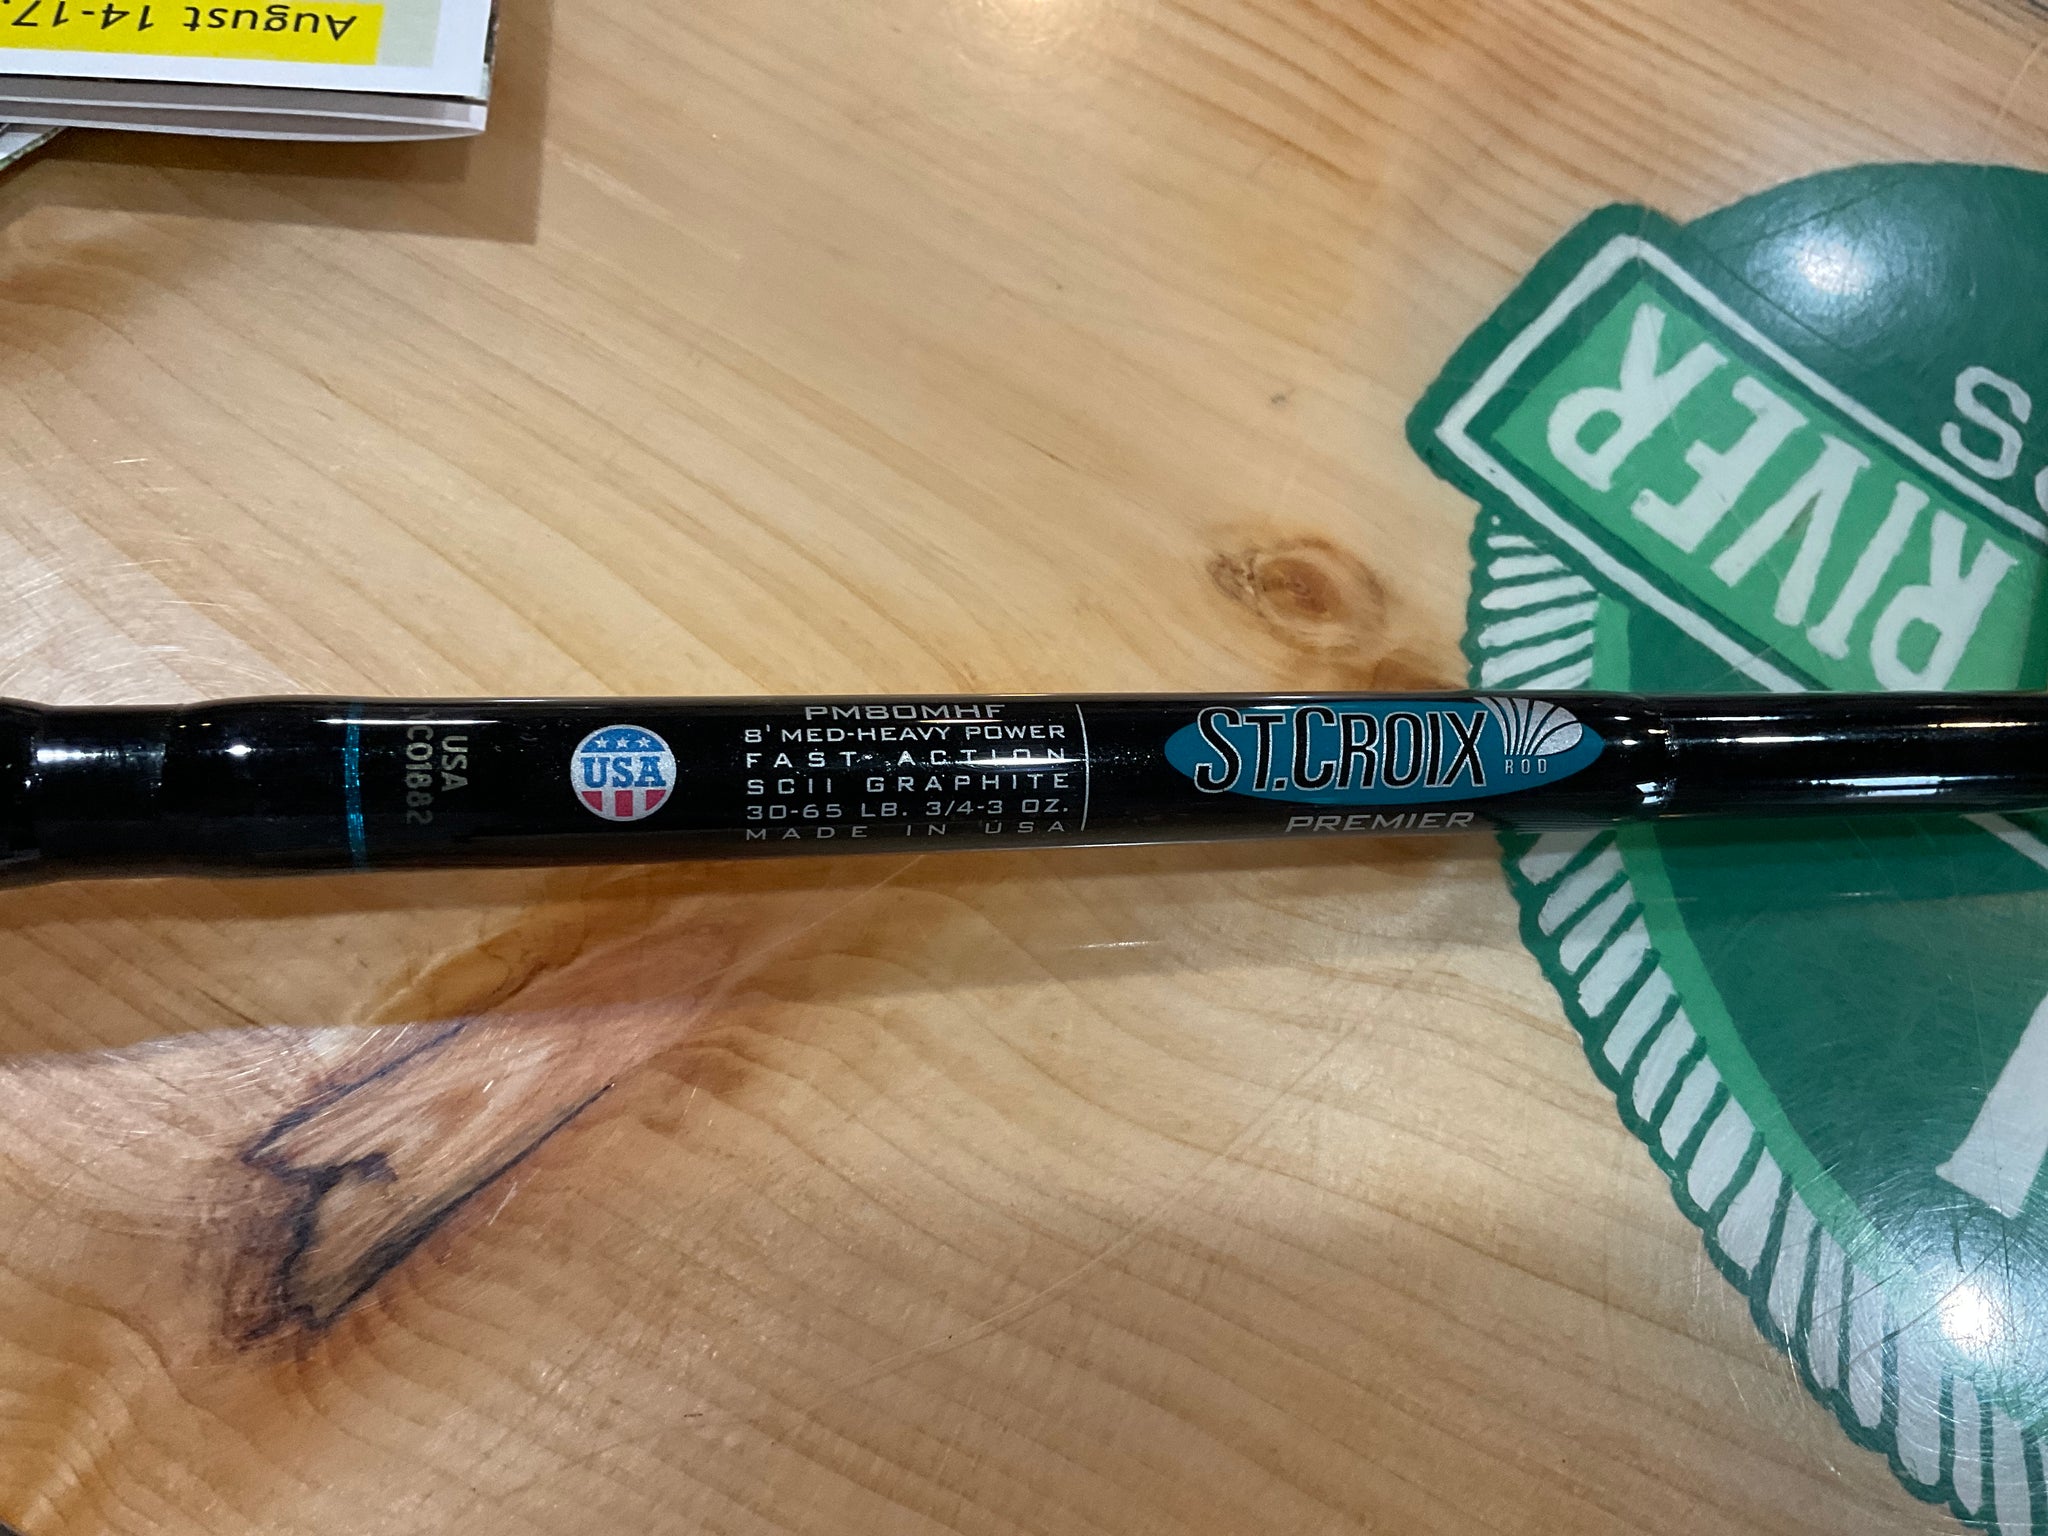 August 14-17
USA
PM80MHF
8' MED-HEAVY POWER
FAST ACTION
SCII GRAPHITE
30-65 LB. 3/4-3 OZ.
MADE IN USA
ST.CROIX
ROD
PREMIER
USA
RIVER
RIVER